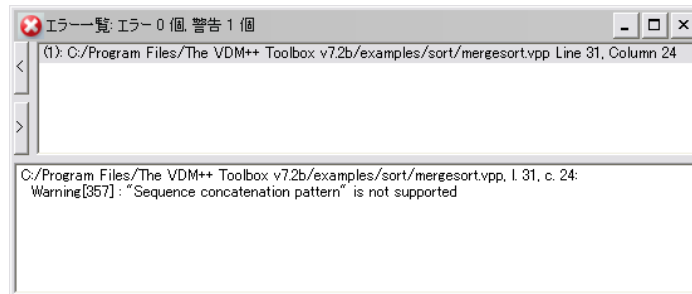 エラー一覧: エラー 0 個, 警告 1 個
(1): C:/Program Files/The VDM++ Toolbox v7.2b/examples/sort/mergesort.vpp Line 31, Column 24
C:/Program Files/The VDM++ Toolbox v7.2b/examples/sort/mergesort.vpp, l. 31, c. 24:
Warning[357] : "Sequence concatenation pattern" is not supported